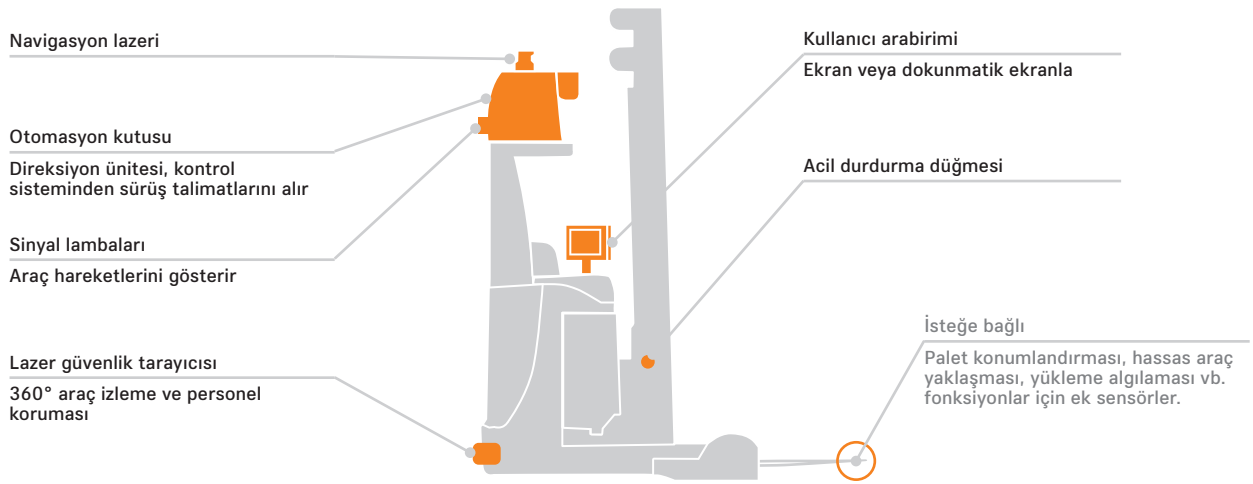 Navigasyon lazeri
Otomasyon kutusu
Direksiyon ünitesi, kontrol
sisteminden sürüş talimatlarını alır
Sinyal lambaları
Araç hareketlerini gösterir
Lazer güvenlik tarayıcısı
360° araç izleme ve personel
koruması
Kullanıcı arabirimi
Ekran veya dokunmatik ekranla
Acil durdurma düğmesi
İsteğe bağlı
Palet konumlandırması, hassas araç
yaklaşması, yükleme algılaması vb.
fonksiyonlar için ek sensörler.